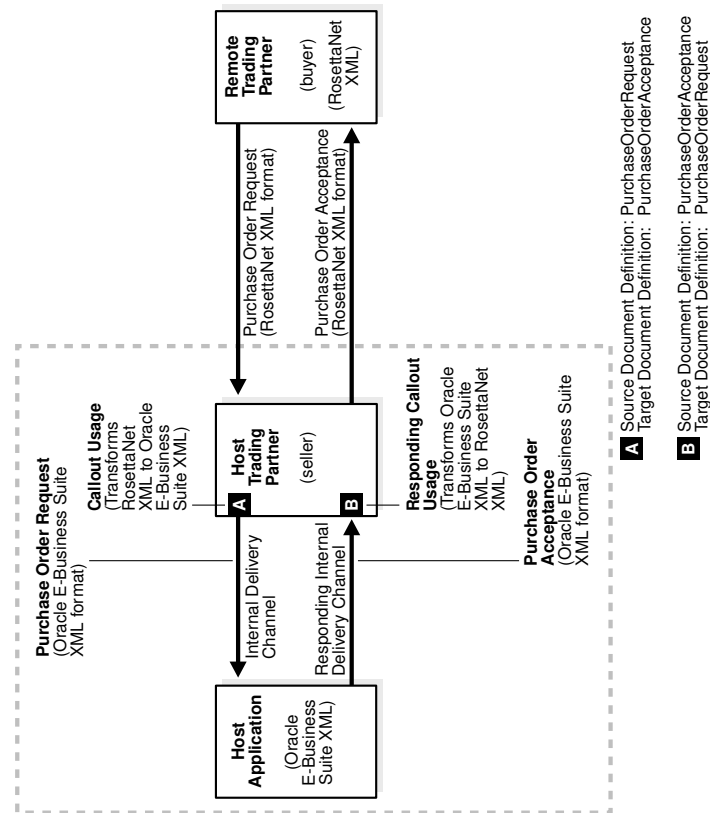 Purchase Order Request
(Oracle E-Business Suite
XML format)
Callout Usage
(Transforms
RosettaNet
XML to Oracle
E-Business
Suite XML)
Host
Application
(Oracle
E-Business
Suite XML)
Internal Delivery
Channel
Responding Internal
Delivery Channel
A
Host
Trading
Partner
(seller)
B
Purchase Order Request
(RosettaNet XML format)
Purchase Order Acceptance
(RosettaNet XML format)
Remote
Trading
Partner
(buyer)
(RosettaNet
XML)
Responding Callout
Usage
(Transforms Oracle
E-Business Suite
XML to RosettaNet
XML)
Purchase Order
Acceptance
(Oracle E-Business Suite
XML format)
A Source Document Definition: PurchaseOrderRequest
Target Document Definition: PurchaseOrderAcceptance
B Source Document Definition: PurchaseOrderAcceptance
Target Document Definition: PurchaseOrderRequest